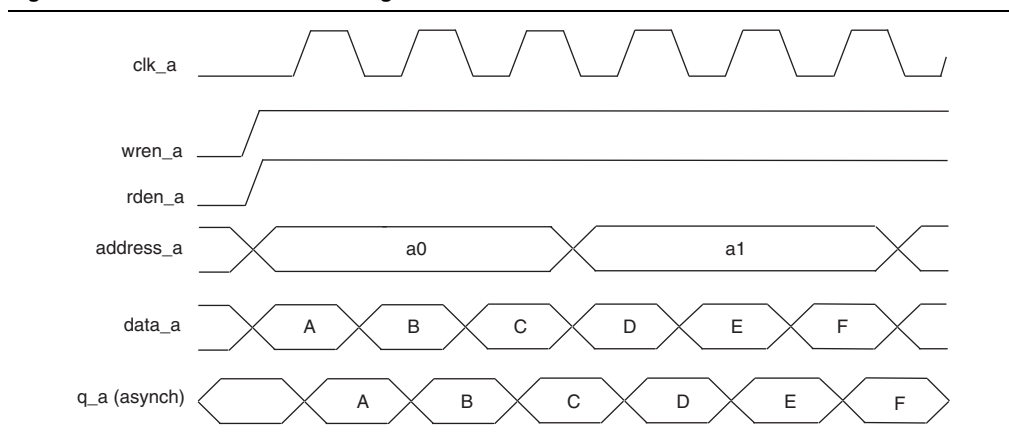 clk_a
wren_a
rden_a
address_a a0 a1
data_a A B C D E F
q_a (asynch) A B C D E F